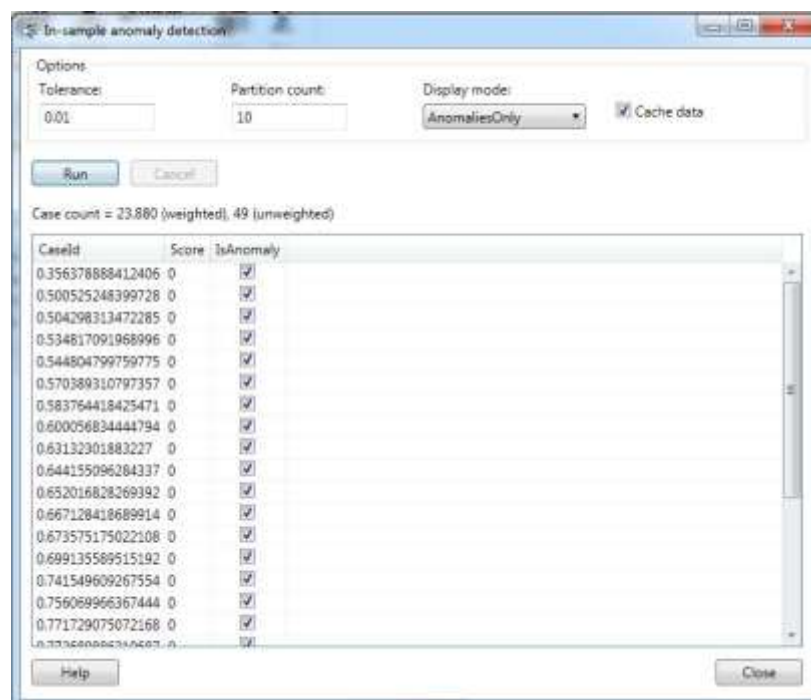 In-sample anomaly detection
Options
Tolerance: Partition count: Display mode:
0.01 10 AnomaliesOnly Cache data
Run Cancel
Case count = 23.880 (weighted), 49 (unweighted)
CaseId Score IsAnomaly
0.356378888412406 0
0.500525248399728 0
0.504298313472285 0
0.534817091968996 0
0.544804799759775 0
0.570389310797357 0
0.583764418425471 0
0.600056834444794 0
0.63132301883227 0
0.644155096284337 0
0.652016828269392 0
0.667128418689914 0
0.673575175022108 0
0.699135589515192 0
0.741549609267554 0
0.756069966367444 0
0.771729075072168 0
Help Close